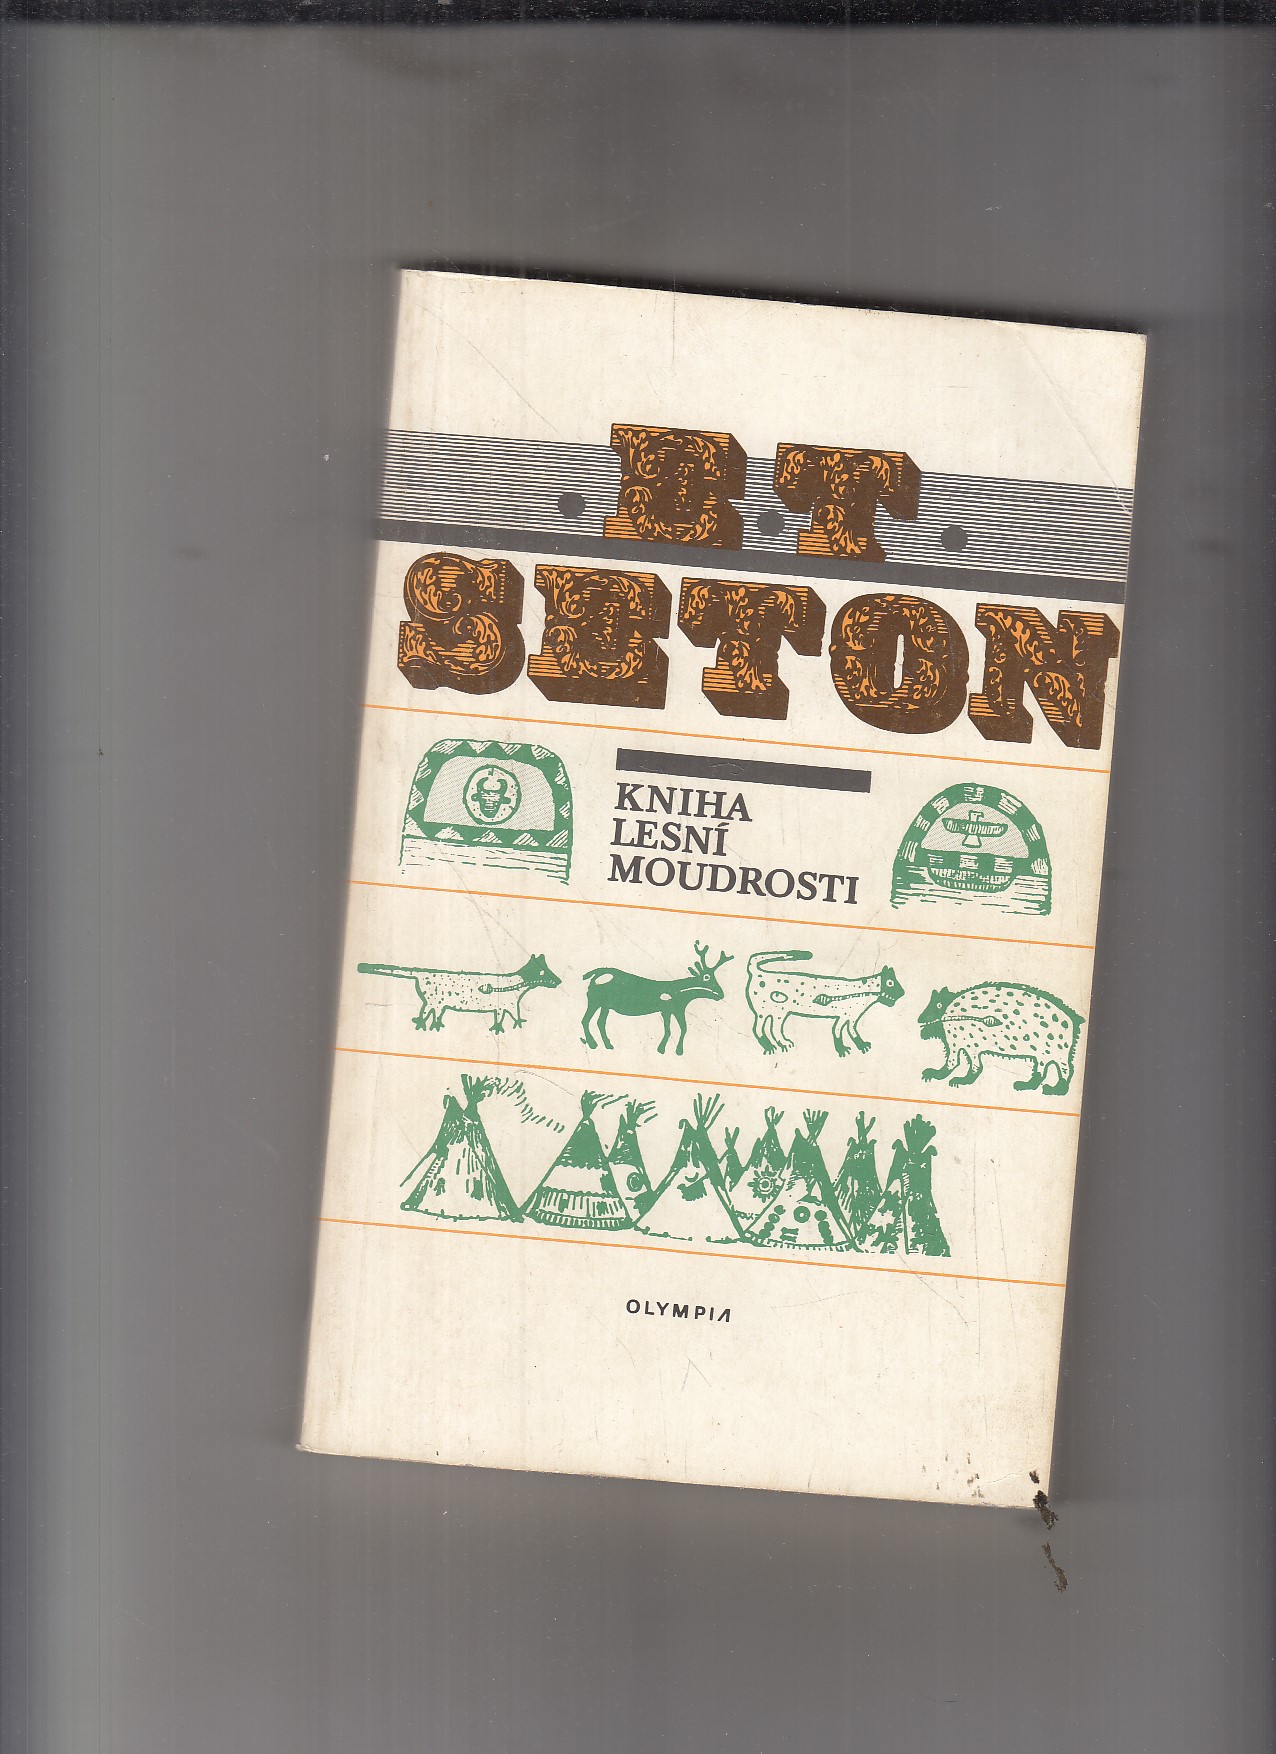 ·E·T·
SETON
KNIHA
LESNÍ
MOUDROSTI
OLYMPIA